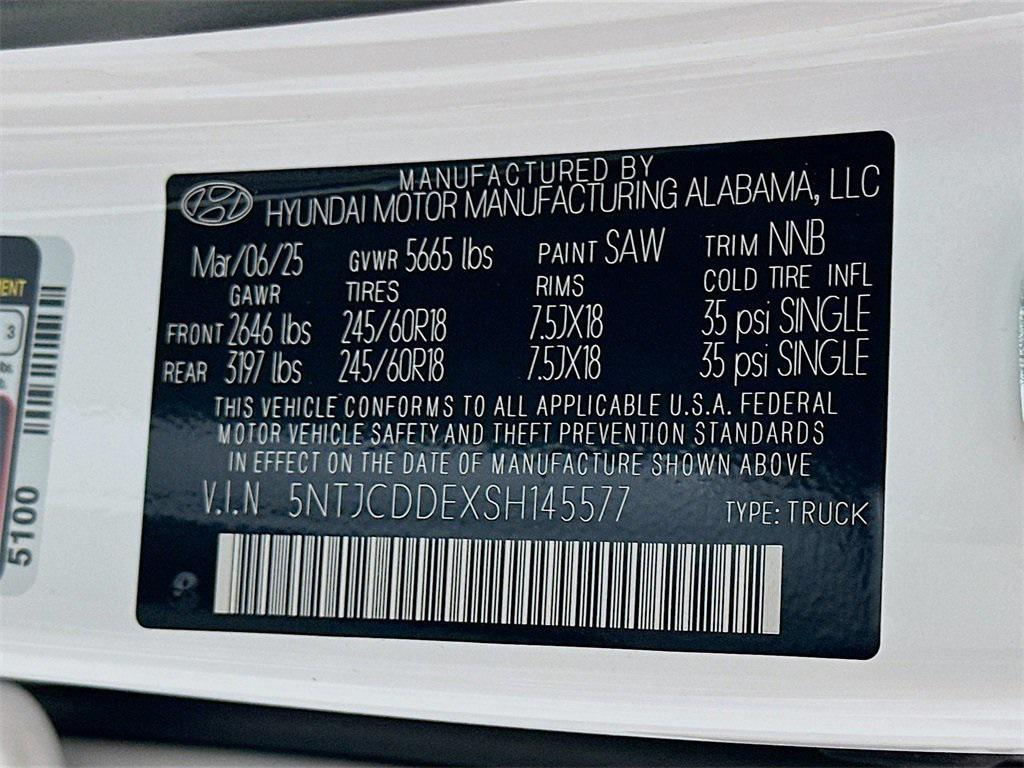 MANUFACTURED BY
HYUNDAI MOTOR MANUFACTURING ALABAMA, LLC
Mar/06/25 GVWR 5665 lbs PAINT SAW TRIM NNB
GAWR TIRES RIMS COLD TIRE INFL
FRONT 2646 lbs 245/60R18 7.5JX18 35 psi SINGLE
REAR 3197 lbs 245/60R18 7.5JX18 35 psi SINGLE
THIS VEHICLE CONFORMS TO ALL APPLICABLE U.S.A. FEDERAL
MOTOR VEHICLE SAFETY AND THEFT PREVENTION STANDARDS
IN EFFECT ON THE DATE OF MANUFACTURE SHOWN ABOVE
V.I.N 5NTJCDDEXSH145577 TYPE: TRUCK
3
5100